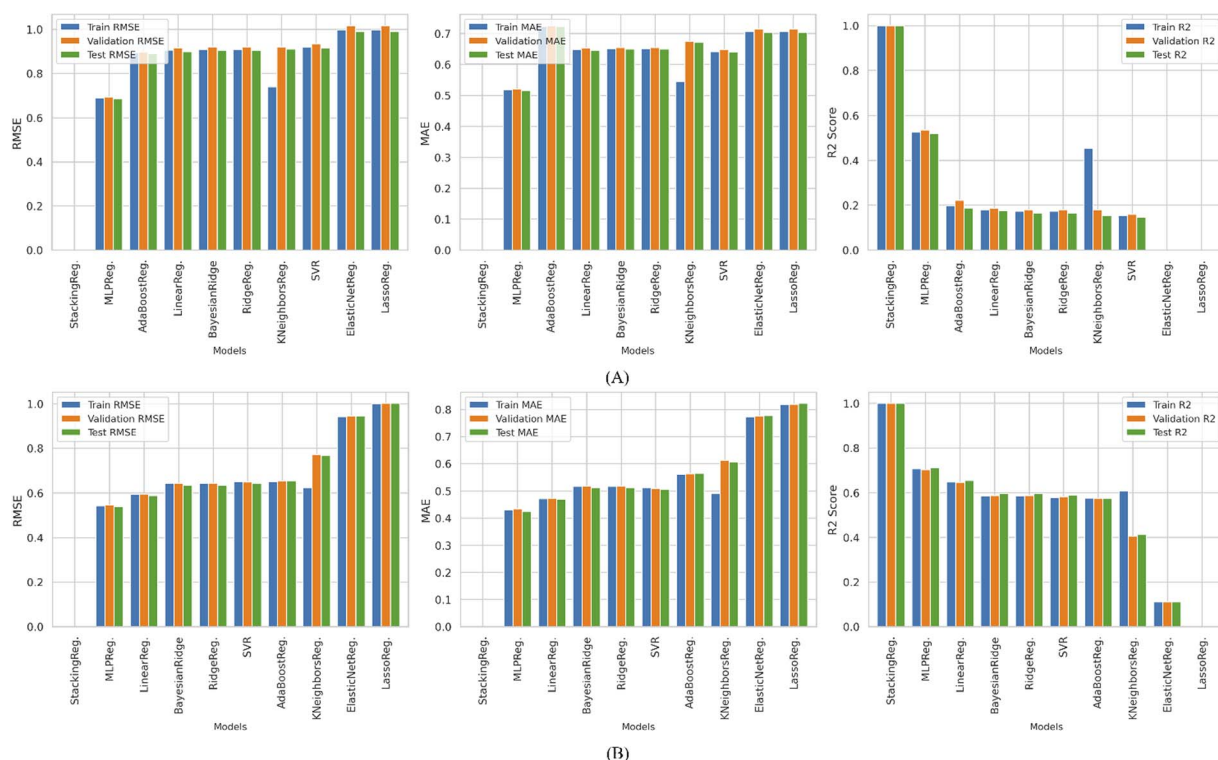 RMSE
1.0
0.8
0.6
0.4
0.2
0.0
Train RMSE
Validation RMSE
Test RMSE
StackingReg.
MLPReg.
AdaBoostReg.
LinearReg.
BayesianRidge
RidgeReg.
KNeighborsReg.
SVR
ElasticNetReg.
LassoReg.
Models
MAE
0.7
0.6
0.5
0.4
0.3
0.2
0.1
0.0
Train MAE
Validation MAE
Test MAE
StackingReg.
MLPReg.
AdaBoostReg.
LinearReg.
BayesianRidge
RidgeReg.
KNeighborsReg.
SVR
ElasticNetReg.
LassoReg.
Models
R2 Score
1.0
0.8
0.6
0.4
0.2
0.0
Train R2
Validation R2
Test R2
StackingReg.
MLPReg.
AdaBoostReg.
LinearReg.
BayesianRidge
RidgeReg.
KNeighborsReg.
SVR
ElasticNetReg.
LassoReg.
Models
(A)
RMSE
1.0
0.8
0.6
0.4
0.2
0.0
Train RMSE
Validation RMSE
Test RMSE
StackingReg.
MLPReg.
LinearReg.
BayesianRidge
RidgeReg.
SVR
AdaBoostReg.
KNeighborsReg.
ElasticNetReg.
LassoReg.
Models
MAE
0.8
0.7
0.6
0.5
0.4
0.3
0.2
0.1
0.0
Train MAE
Validation MAE
Test MAE
StackingReg.
MLPReg.
LinearReg.
BayesianRidge
RidgeReg.
SVR
AdaBoostReg.
KNeighborsReg.
ElasticNetReg.
LassoReg.
Models
R2 Score
1.0
0.8
0.6
0.4
0.2
0.0
Train R2
Validation R2
Test R2
StackingReg.
MLPReg.
LinearReg.
BayesianRidge
RidgeReg.
SVR
AdaBoostReg.
KNeighborsReg.
ElasticNetReg.
LassoReg.
Models
(B)